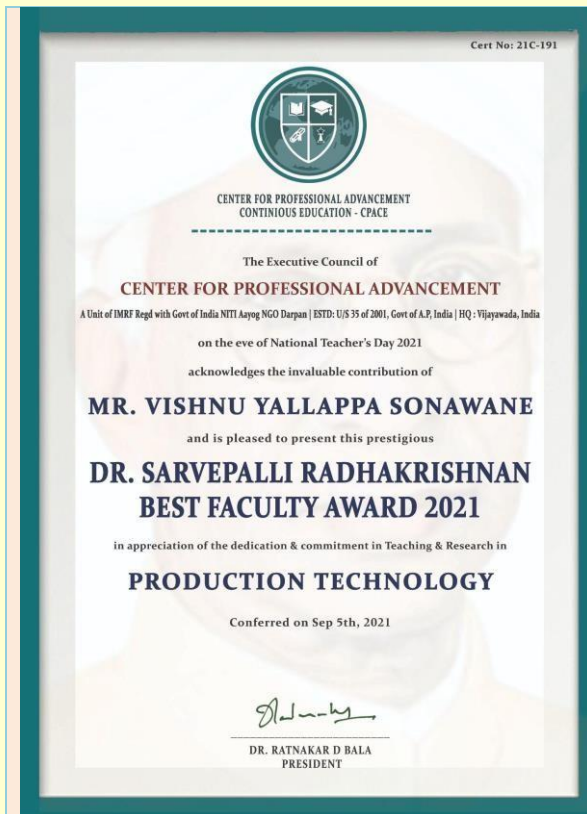 Cert No: 21C-191
CENTER FOR PROFESSIONAL ADVANCEMENT
CONTINIOUS EDUCATION - CPACE
The Executive Council of
CENTER FOR PROFESSIONAL ADVANCEMENT
A Unit of IMRF Regd with Govt of India NITI Aayog NGO Darpan | ESTD: U/S 35 of 2001, Govt of A.P, India | HQ : Vijayawada, India
on the eve of National Teacher's Day 2021
acknowledges the invaluable contribution of
MR. VISHNU YALLAPPA SONAWANE
and is pleased to present this prestigious
DR. SARVEPALLI RADHAKRISHNAN
BEST FACULTY AWARD 2021
in appreciation of the dedication & commitment in Teaching & Research in
PRODUCTION TECHNOLOGY
Conferred on Sep 5th, 2021
DR. RATNAKAR D BALA
PRESIDENT